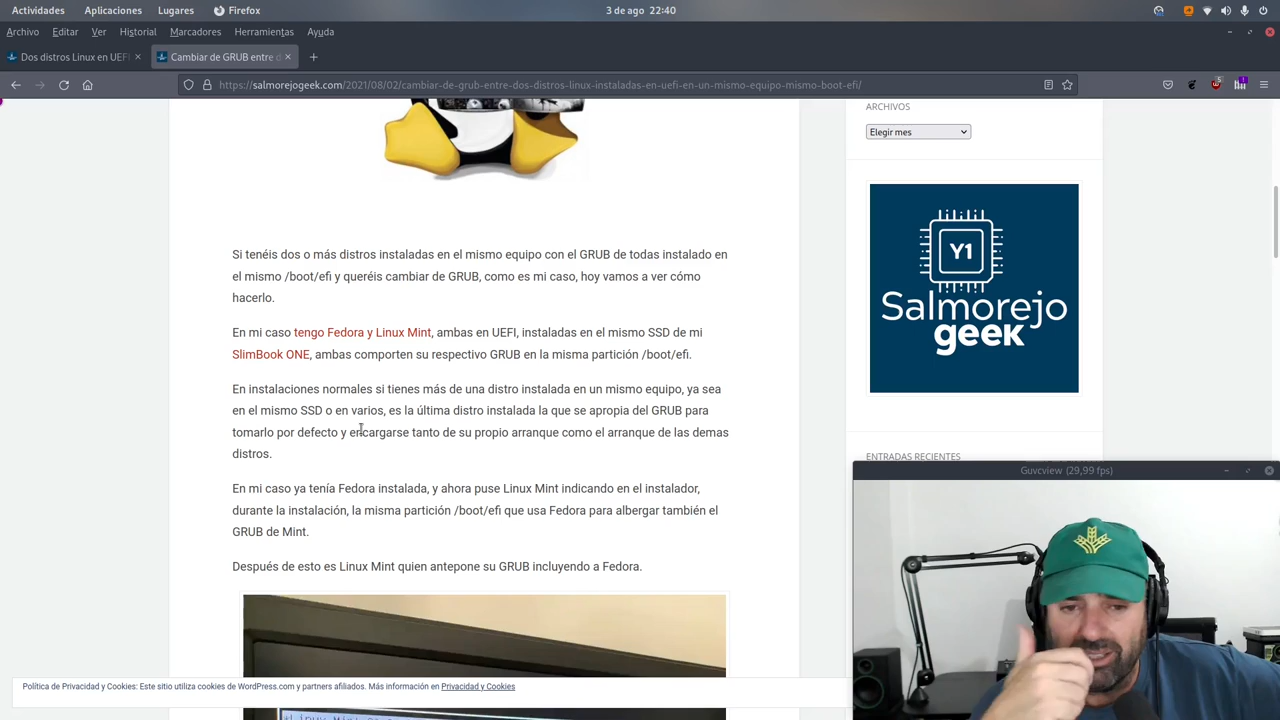 Actividades Aplicaciones Lugares Firefox 3 de ago 22:40
Archivo Editar Ver Historial Marcadores Herramientas Ayuda
Dos distros Linux en UEFI
Cambiar de GRUB entre d
https://salmorejogeek.com/2021/08/02/cambiar-de-grub-entre-dos-distros-linux-instaladas-en-uefi-en-un-mismo-equipo-mismo-boot-efi/
Si tenéis dos o más distros instaladas en el mismo equipo con el GRUB de todas instalado en
el mismo /boot/efi y queréis cambiar de GRUB, como es mi caso, hoy vamos a ver cómo
hacerlo.
En mi caso tengo Fedora y Linux Mint, ambas en UEFI, instaladas en el mismo SSD de mi
SlimBook ONE, ambas comporten su respectivo GRUB en la misma partición /boot/efi.
En instalaciones normales si tienes más de una distro instalada en un mismo equipo, ya sea
en el mismo SSD o en varios, es la última distro instalada la que se apropia del GRUB para
tomarlo por defecto y encargarse tanto de su propio arranque como el arranque de las demas
distros.
En mi caso ya tenía Fedora instalada, y ahora puse Linux Mint indicando en el instalador,
durante la instalación, la misma partición /boot/efi que usa Fedora para albergar también el
GRUB de Mint.
Después de esto es Linux Mint quien antepone su GRUB incluyendo a Fedora.
ARCHIVOS
Elegir mes
Y1
Salmorejo
geek
ENTRADAS RECIENTES
Guvcview (29,99 fps)
Política de Privacidad y Cookies: Este sitio utiliza cookies de WordPress.com y partners afiliados. Más información en Privacidad y Cookies